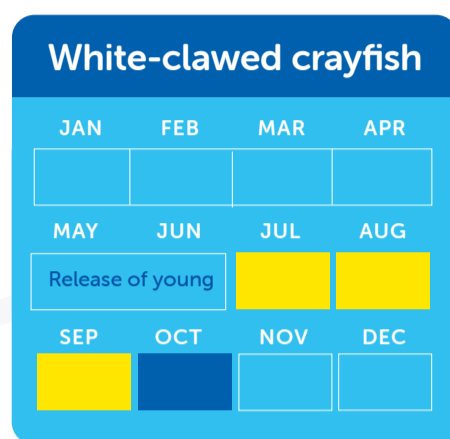 White-clawed crayfish
JAN FEB MAR APR
MAY JUN JUL AUG
Release of young
SEP OCT NOV DEC